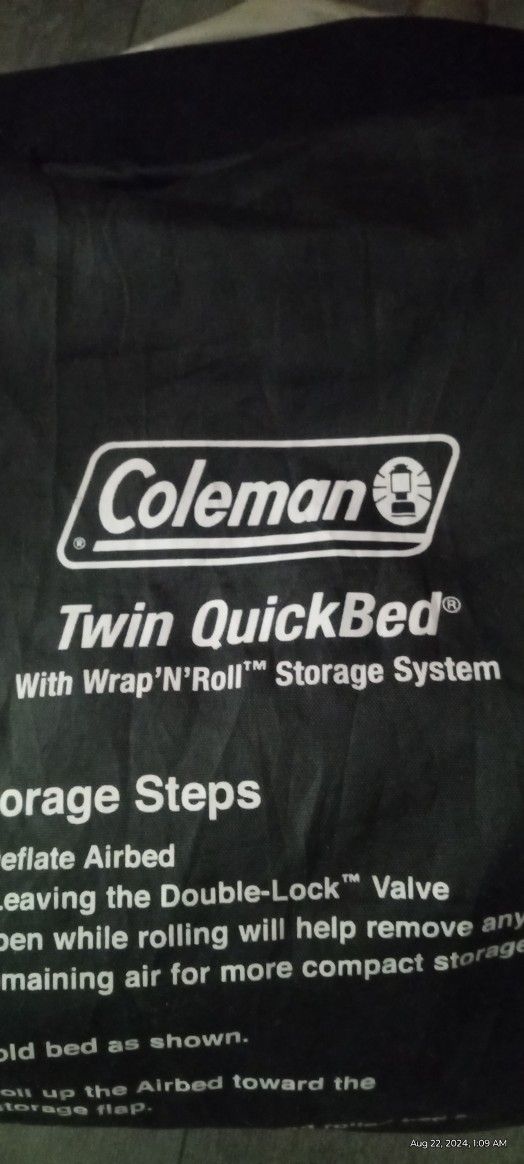 Coleman
®
Twin QuickBed®
With Wrap'N'Roll™ Storage System
orage Steps
eflate Airbed
eaving the Double-Lock™ Valve
pen while rolling will help remove any
maining air for more compact storage
old bed as shown.
oll up the Airbed toward the
torage flap.
Aug 22, 2024, 1:09 AM